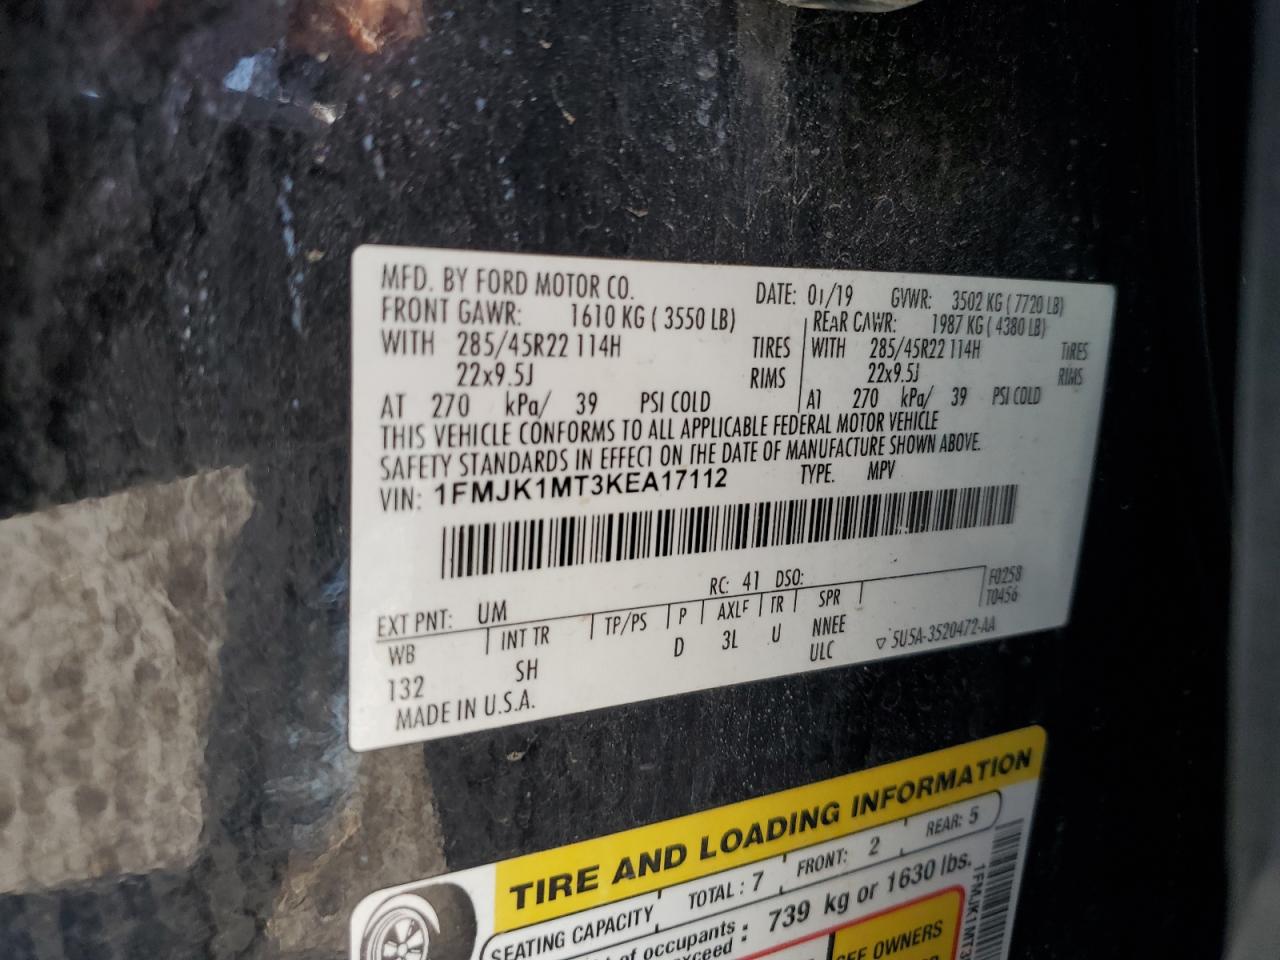 MFD. BY FORD MOTOR CO. DATE: 01/19 GVWR: 3502 KG ( 7720 LB)
FRONT GAWR: 1610 KG ( 3550 LB) REAR GAWR: 1987 KG ( 4380 LB)
WITH 285/45R22 114H TIRES WITH 285/45R22 114H TIRES
22x9.5J RIMS 22x9.5J RIMS
AT 270 kPa/ 39 PSI COLD AT 270 kPa/ 39 PSI COLD
THIS VEHICLE CONFORMS TO ALL APPLICABLE FEDERAL MOTOR VEHICLE
SAFETY STANDARDS IN EFFECT ON THE DATE OF MANUFACTURE SHOWN ABOVE.
VIN: 1FMJK1MT3KEA17112 TYPE. MPV
RC: 41 DSO: F0258
EXT PNT: UM T0456
WB INT TR TP/PS P AXLE TR SPR
132 SH D 3L U NNEE
ULC ▽ 5U5A-3520472-AA
MADE IN U.S.A.
TIRE AND LOADING INFORMATION
SEATING CAPACITY TOTAL : 7 FRONT: 2 REAR: 5
of occupants : 739 kg or 1630 lbs.
exceed
SEE OWNERS
1FMJK1MT3